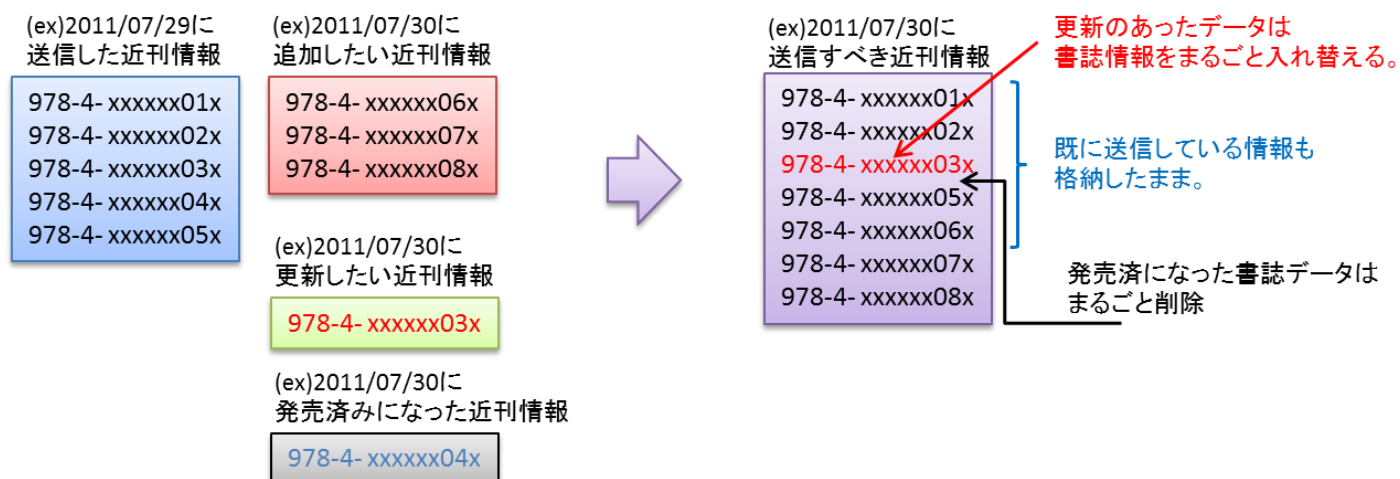 (ex)2011/07/29に
送信した近刊情報
978-4- xxxxxx01x
978-4- xxxxxx02x
978-4- xxxxxx03x
978-4- xxxxxx04x
978-4- xxxxxx05x
(ex)2011/07/30に
追加したい近刊情報
978-4- xxxxxx06x
978-4- xxxxxx07x
978-4- xxxxxx08x
(ex)2011/07/30に
更新したい近刊情報
978-4- xxxxxx03x
(ex)2011/07/30に
発売済みになった近刊情報
978-4- xxxxxx04x
(ex)2011/07/30に
送信すべき近刊情報
978-4- xxxxxx01x
978-4- xxxxxx02x
978-4- xxxxxx03x
978-4- xxxxxx05x
978-4- xxxxxx06x
978-4- xxxxxx07x
978-4- xxxxxx08x
更新のあったデータは
書誌情報をまるごと入れ替える。
既に送信している情報も
格納したまま。
発売済になった書誌データは
まるごと削除